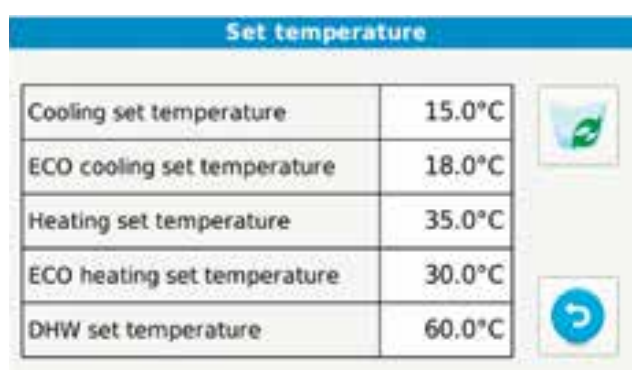 Set temperature
Cooling set temperature 15.0°C
ECO cooling set temperature 18.0°C
Heating set temperature 35.0°C
ECO heating set temperature 30.0°C
DHW set temperature 60.0°C